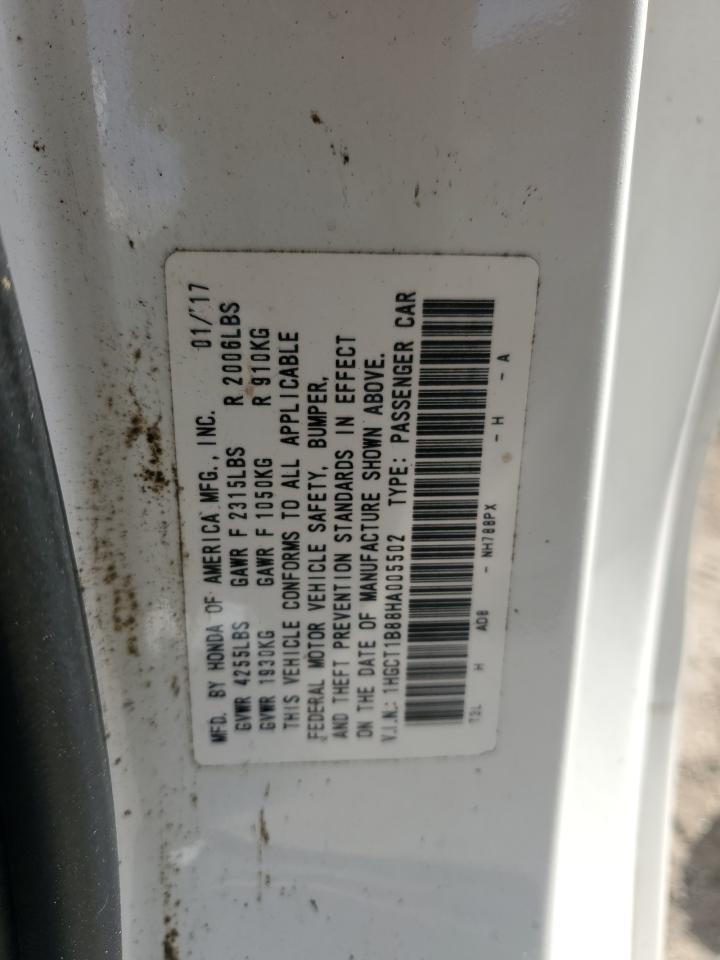 MFD. BY HONDA OF AMERICA MFG., INC. 01/'17
GVWR 4255LBS GAWR F 2315LBS R 2006LBS
GVWR 1930KG GAWR F 1050KG R 910KG
THIS VEHICLE CONFORMS TO ALL APPLICABLE
FEDERAL MOTOR VEHICLE SAFETY, BUMPER,
AND THEFT PREVENTION STANDARDS IN EFFECT
ON THE DATE OF MANUFACTURE SHOWN ABOVE.
V.I.N.: 1HGCT1B88HA005502 TYPE: PASSENGER CAR
T3L H AD8 - NH788PX - H - A